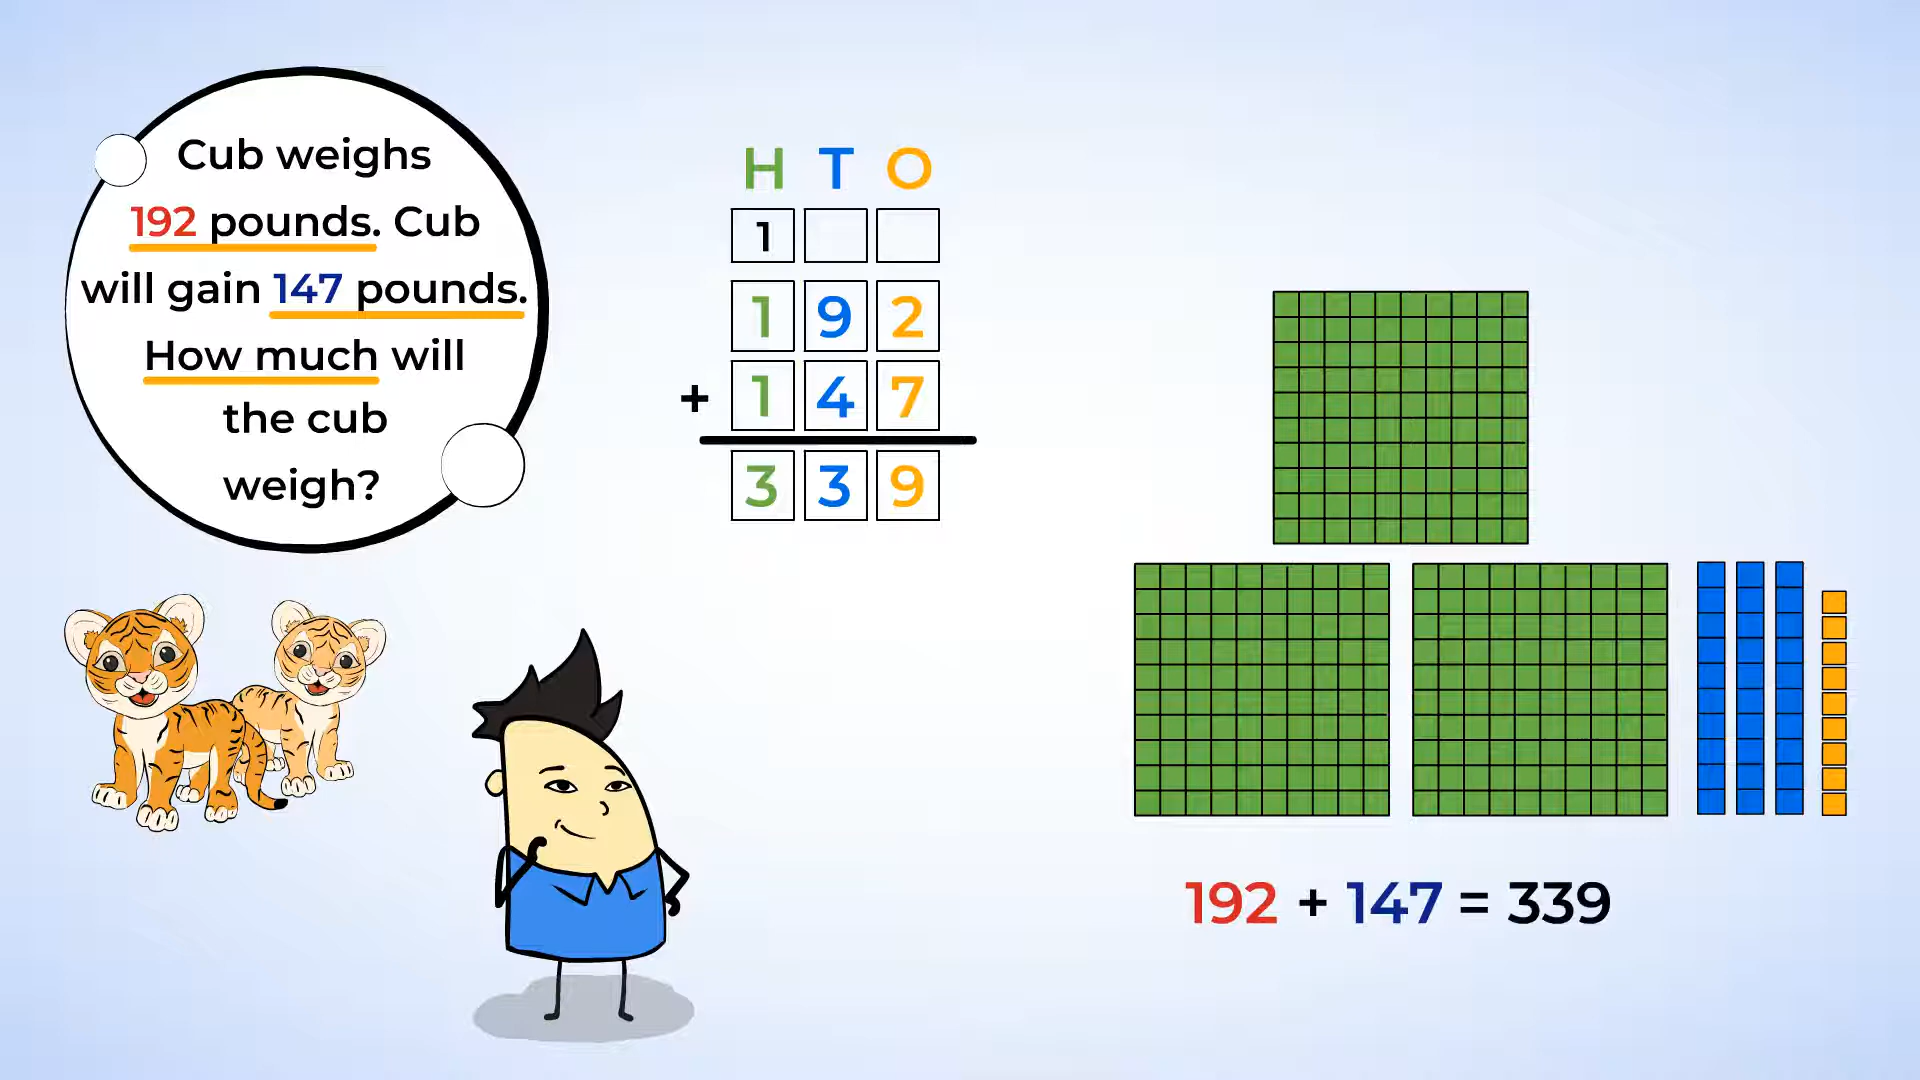 Cub weighs
192 pounds. Cub
will gain 147 pounds.
How much will
the cub
weigh?
H T O
1
1 9 2
+ 1 4 7
3 3 9
192 + 147 = 339